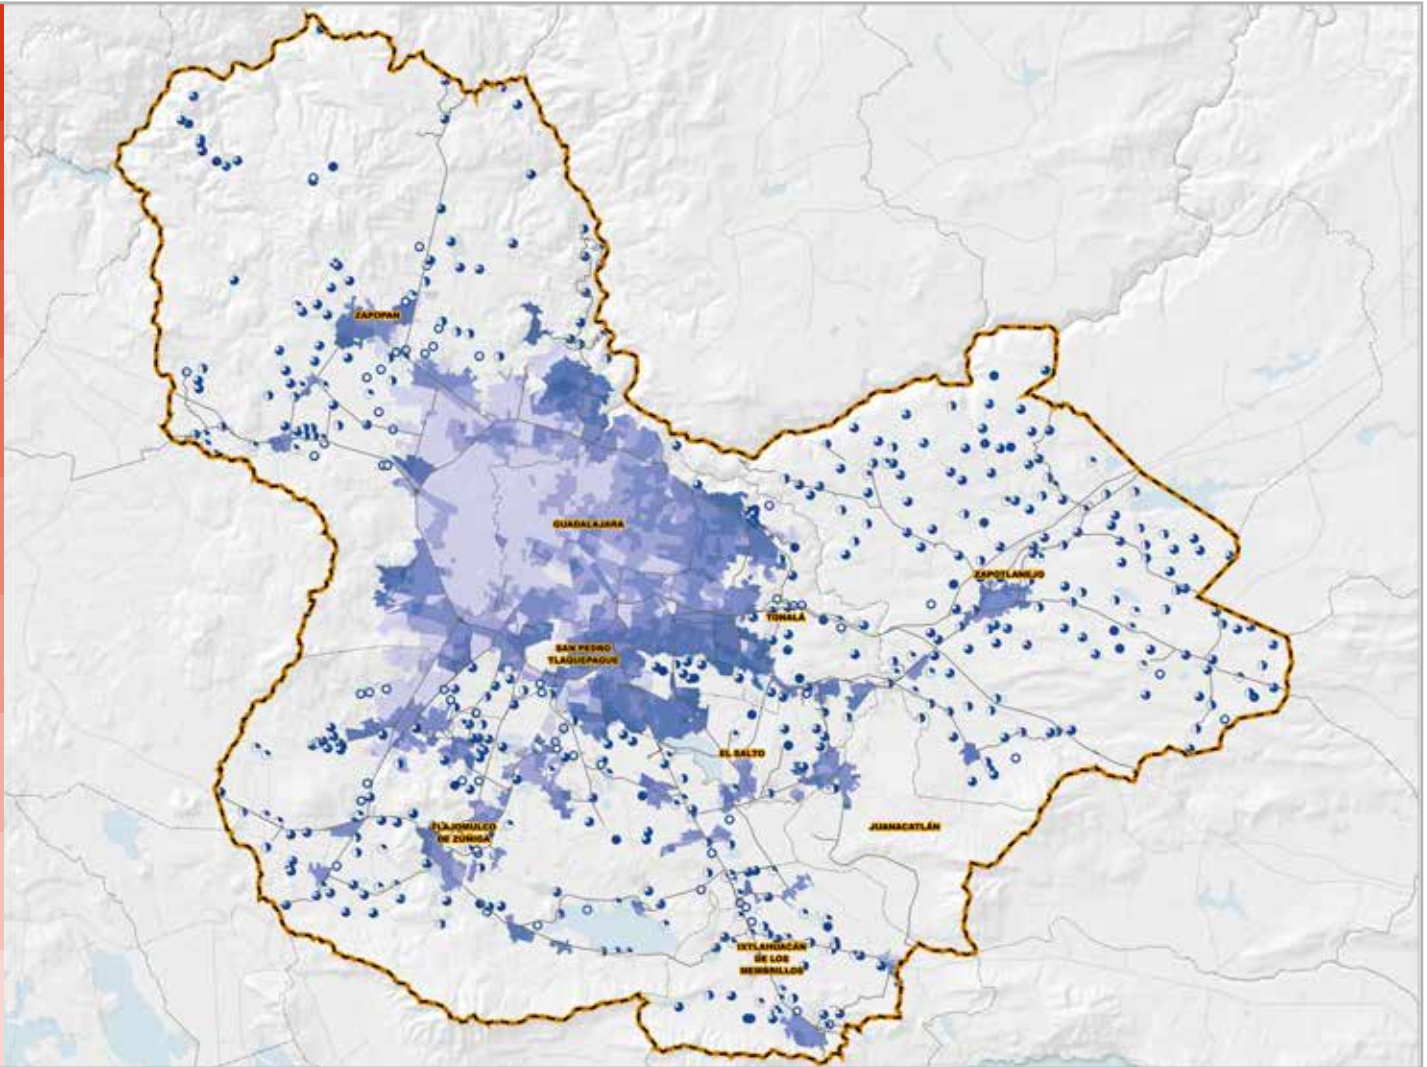 ZAPOPAN
GUADALAJARA
ZAPOTLANEJO
TONALÁ
SAN PEDRO
TLAQUEPAQUE
EL SALTO
TLAJOMULCO
DE ZÚÑIGA
JUANACATLÁN
IXTLAHUACÁN
DE LOS
MEMBRILLOS